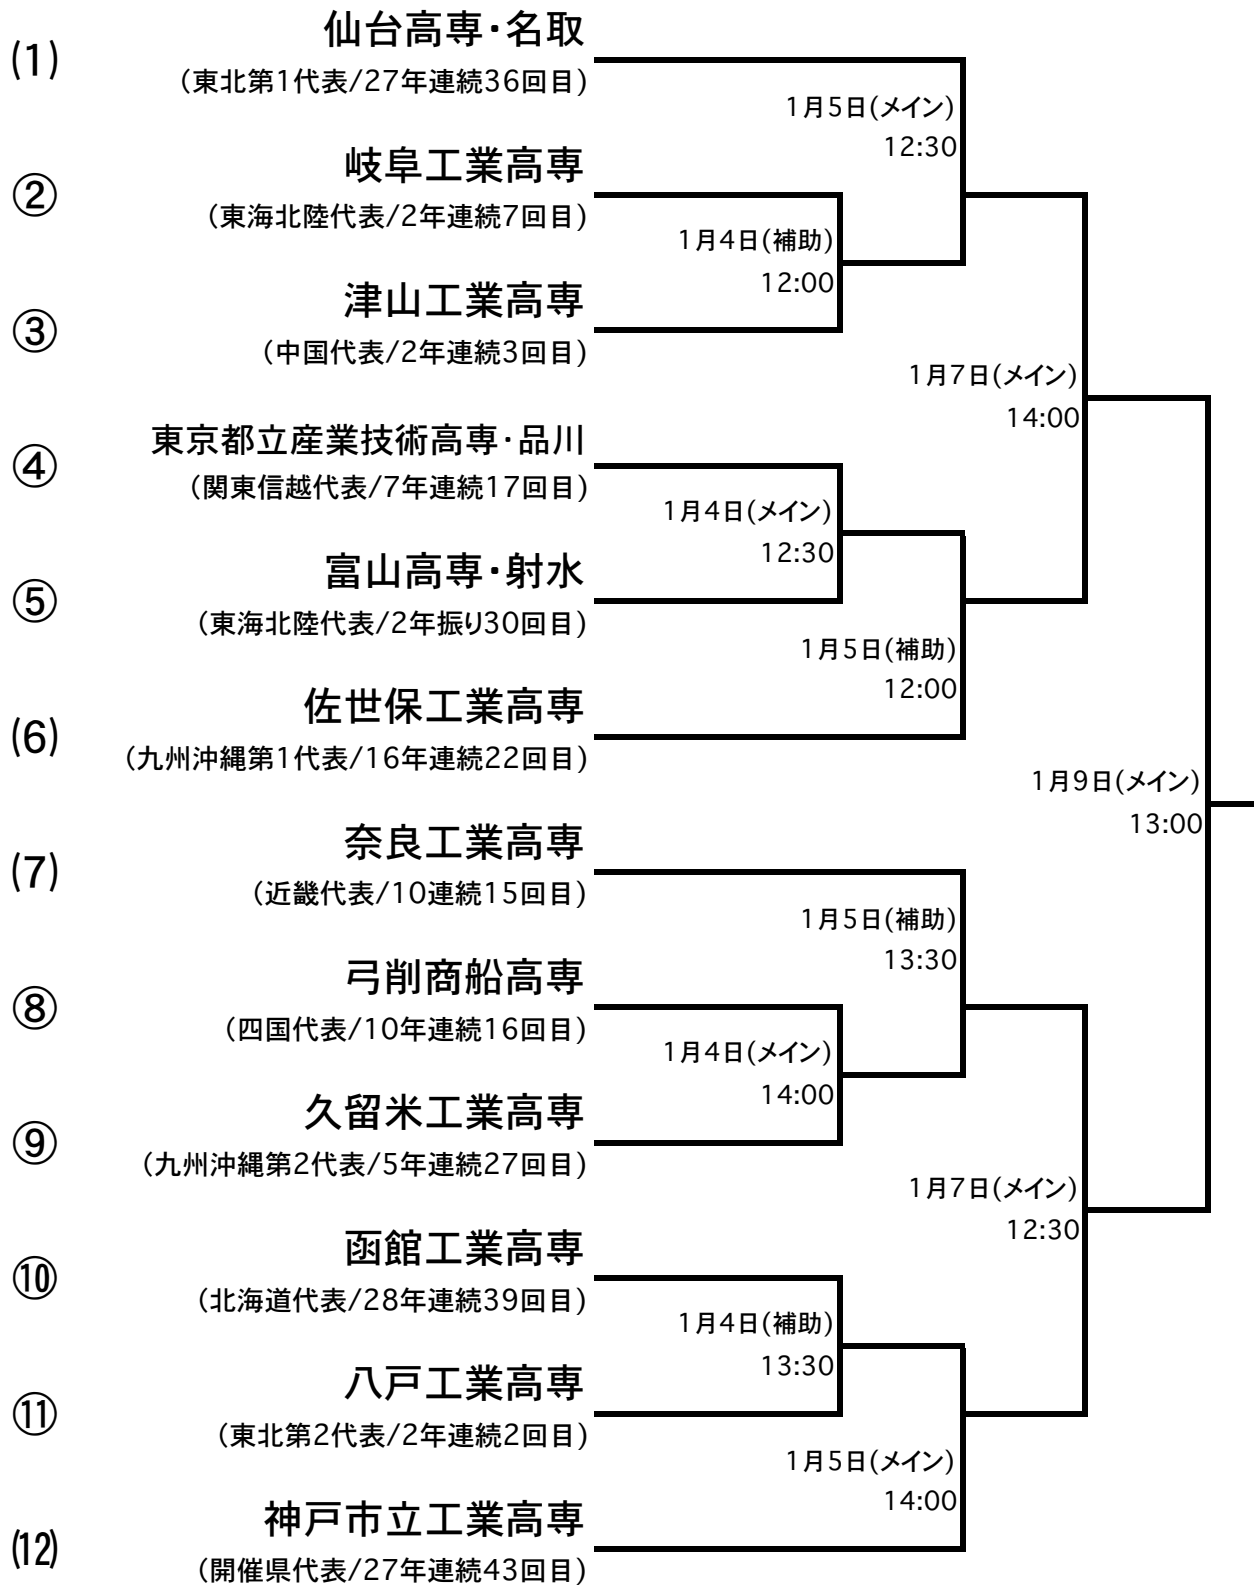 (1)
仙台高専・名取
(東北第1代表/27年連続36回目)
1月5日(メイン)
12:30
②
岐阜工業高専
(東海北陸代表/2年連続7回目)
1月4日(補助)
12:00
③
津山工業高専
(中国代表/2年連続3回目)
1月7日(メイン)
14:00
④
東京都立産業技術高専・品川
(関東信越代表/7年連続17回目)
1月4日(メイン)
12:30
⑤
富山高専・射水
(東海北陸代表/2年振り30回目)
1月5日(補助)
12:00
(6)
佐世保工業高専
(九州沖縄第1代表/16年連続22回目)
1月9日(メイン)
13:00
(7)
奈良工業高専
(近畿代表/10連続15回目)
1月5日(補助)
13:30
⑧
弓削商船高専
(四国代表/10年連続16回目)
1月4日(メイン)
14:00
⑨
久留米工業高専
(九州沖縄第2代表/5年連続27回目)
1月7日(メイン)
12:30
⑩
函館工業高専
(北海道代表/28年連続39回目)
1月4日(補助)
13:30
⑪
八戸工業高専
(東北第2代表/2年連続2回目)
1月5日(メイン)
14:00
(12)
神戸市立工業高専
(開催県代表/27年連続43回目)